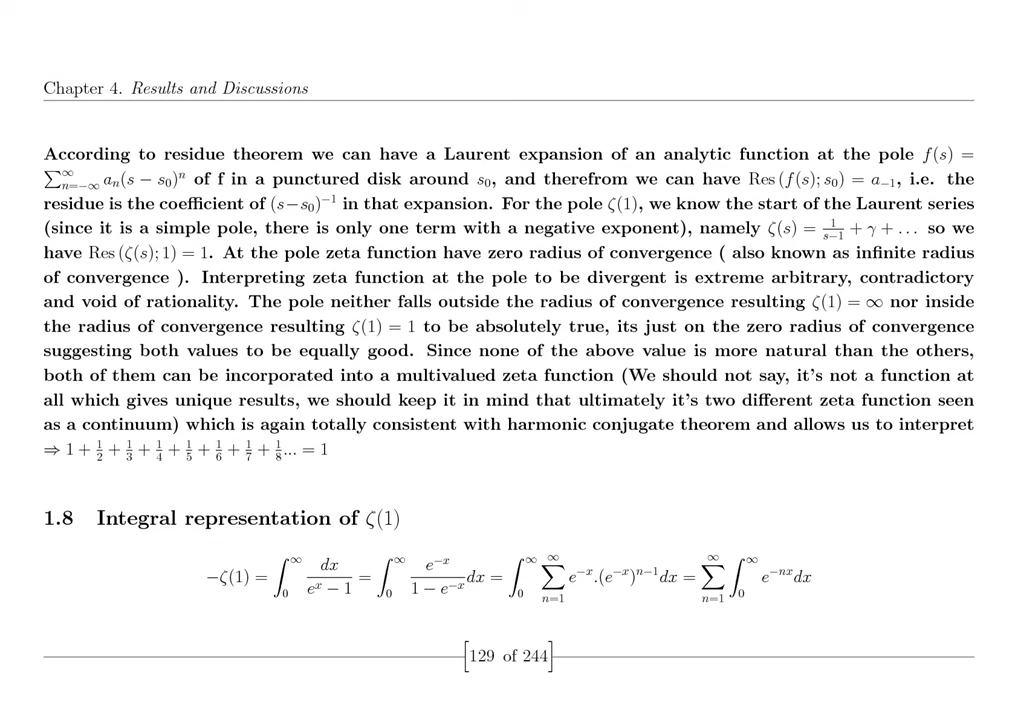 Chapter 4. Results and Discussions
According to residue theorem we can have a Laurent expansion of an analytic function at the pole f(s) =
∑_{n=−∞}^{∞} a_n(s − s_0)^n of f in a punctured disk around s_0, and therefrom we can have Res (f(s); s_0) = a_{−1}, i.e. the
residue is the coefficient of (s−s_0)^{−1} in that expansion. For the pole ζ(1), we know the start of the Laurent series
(since it is a simple pole, there is only one term with a negative exponent), namely ζ(s) = 1/(s−1) + γ + . . . so we
have Res (ζ(s); 1) = 1. At the pole zeta function have zero radius of convergence ( also known as infinite radius
of convergence ). Interpreting zeta function at the pole to be divergent is extreme arbitrary, contradictory
and void of rationality. The pole neither falls outside the radius of convergence resulting ζ(1) = ∞ nor inside
the radius of convergence resulting ζ(1) = 1 to be absolutely true, its just on the zero radius of convergence
suggesting both values to be equally good. Since none of the above value is more natural than the others,
both of them can be incorporated into a multivalued zeta function (We should not say, it's not a function at
all which gives unique results, we should keep it in mind that ultimately it's two different zeta function seen
as a continuum) which is again totally consistent with harmonic conjugate theorem and allows us to interpret
⇒ 1 + 1/2 + 1/3 + 1/4 + 1/5 + 1/6 + 1/7 + 1/8... = 1
1.8 Integral representation of ζ(1)
−ζ(1) = ∫_0^∞ dx/(e^x − 1) = ∫_0^∞ e^{−x}/(1 − e^{−x}) dx = ∫_0^∞ ∑_{n=1}^∞ e^{−x}.(e^{−x})^{n−1}dx = ∑_{n=1}^∞ ∫_0^∞ e^{−nx}dx
[129 of 244]